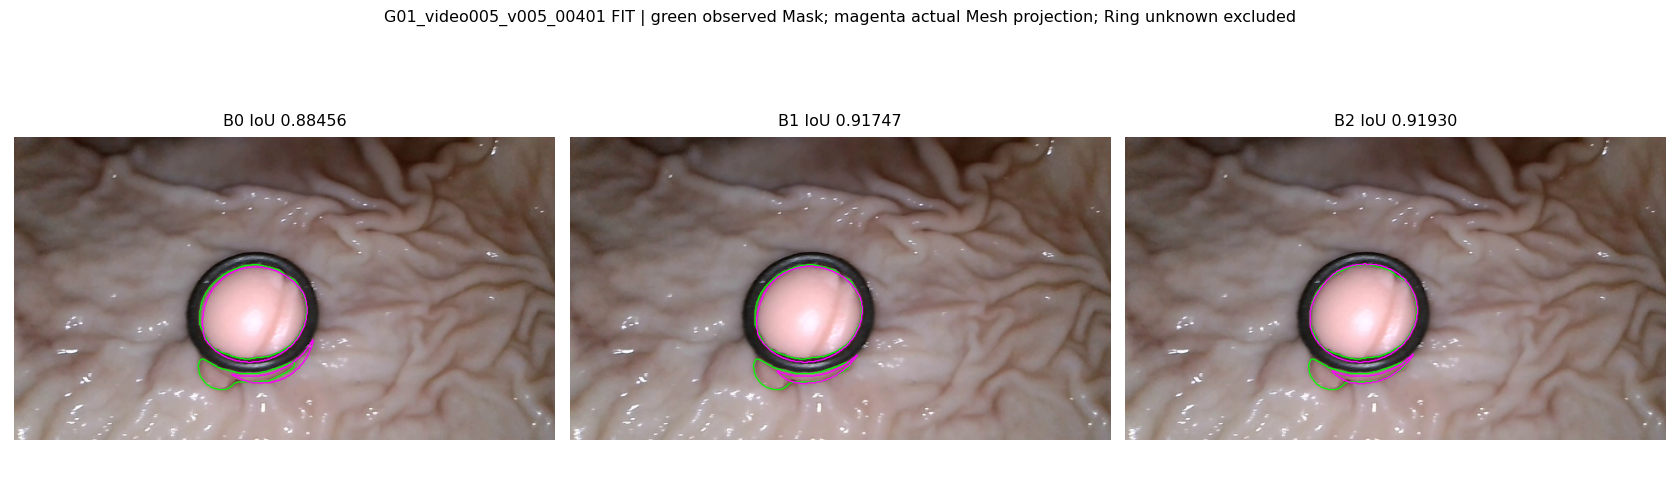 G01_video005_v005_00401 FIT | green observed Mask; magenta actual Mesh projection; Ring unknown excluded
B0 IoU 0.88456
B1 IoU 0.91747
B2 IoU 0.91930